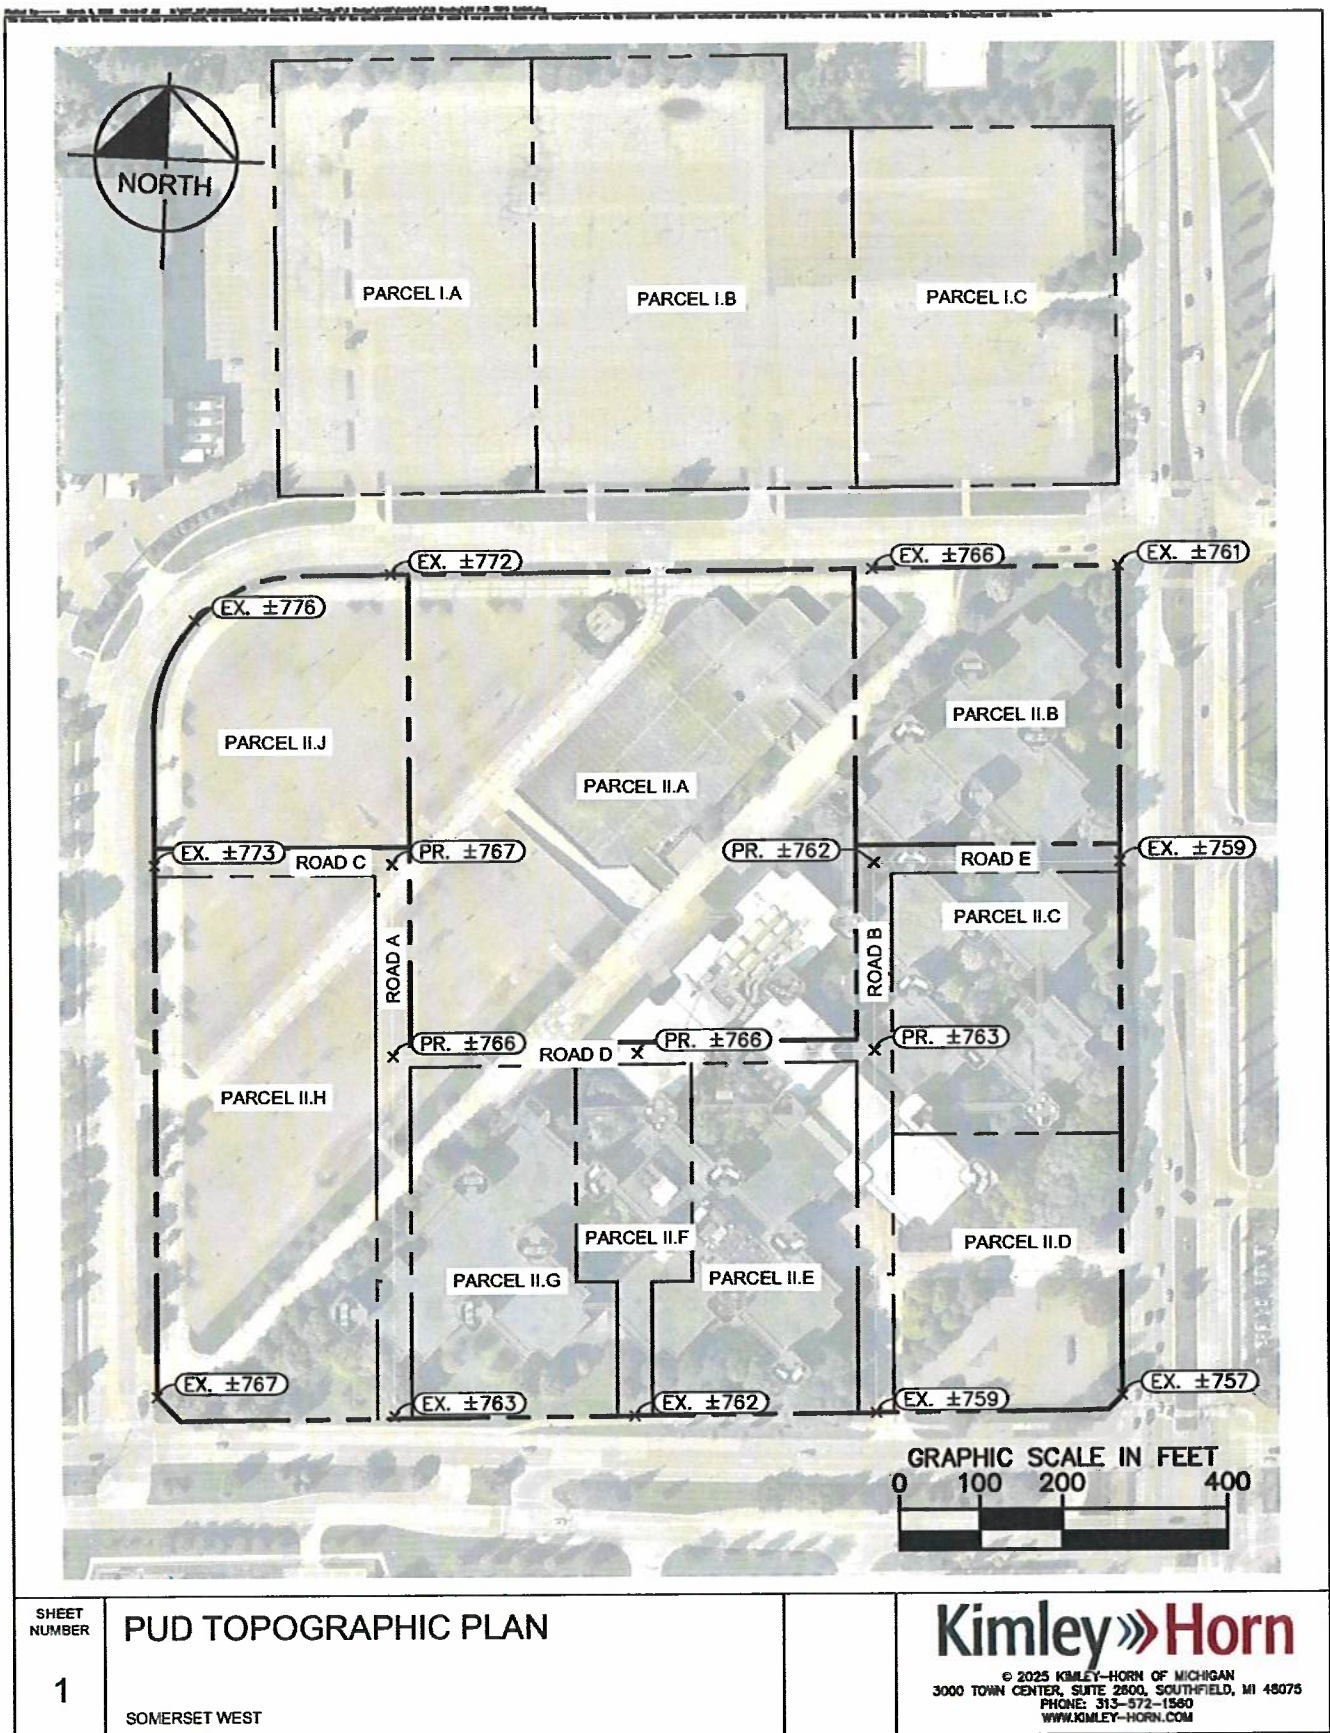 NORTH
PARCEL I.A
PARCEL I.B
PARCEL I.C
EX. ±772
EX. ±766
EX. ±761
EX. ±776
PARCEL II.J
PARCEL II.B
PARCEL II.A
EX. ±773
ROAD C
PR. ±767
PR. ±762
ROAD E
EX. ±759
PARCEL II.C
ROAD A
ROAD B
PR. ±766
ROAD D
PR. ±766
PR. ±763
PARCEL II.H
PARCEL II.F
PARCEL II.D
PARCEL II.G
PARCEL II.E
EX. ±767
EX. ±763
EX. ±762
EX. ±759
EX. ±757
GRAPHIC SCALE IN FEET
0 100 200 400
SHEET
NUMBER
1
PUD TOPOGRAPHIC PLAN
SOMERSET WEST
Kimley»Horn
© 2025 KIMLEY-HORN OF MICHIGAN
3000 TOWN CENTER, SUITE 2600, SOUTHFIELD, MI 48075
PHONE: 313-572-1560
WWW.KIMLEY-HORN.COM